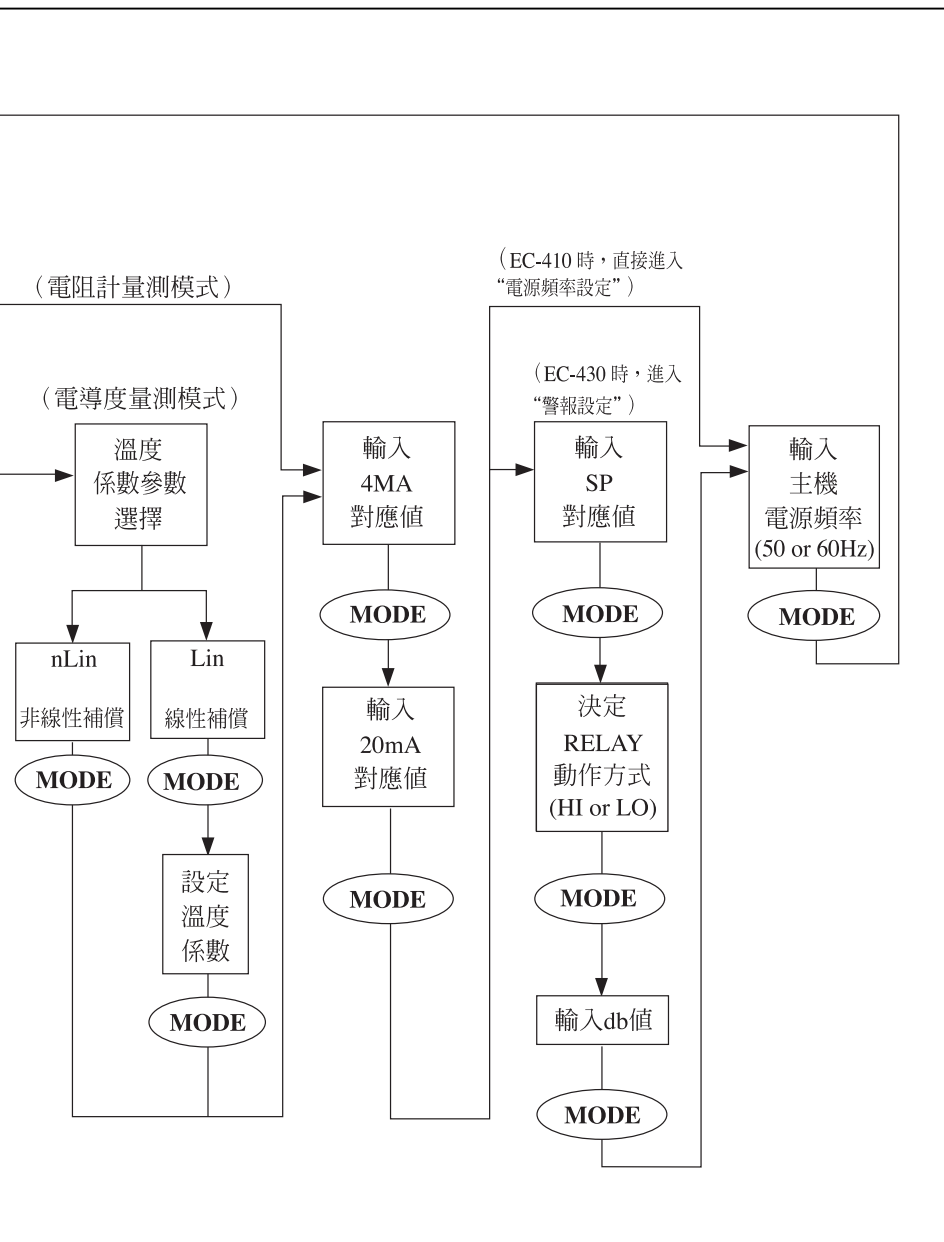 （電阻計量測模式）
（電導度量測模式）
溫度
係數參數
選擇
nLin
非線性補償
MODE
Lin
線性補償
MODE
設定
溫度
係數
MODE
輸入
4MA
對應值
MODE
輸入
20mA
對應值
MODE
（EC-410 時，直接進入
“電源頻率設定”）
（EC-430 時，進入
“警報設定”）
輸入
SP
對應值
MODE
決定
RELAY
動作方式
(HI or LO)
MODE
輸入db值
MODE
輸入
主機
電源頻率
(50 or 60Hz)
MODE